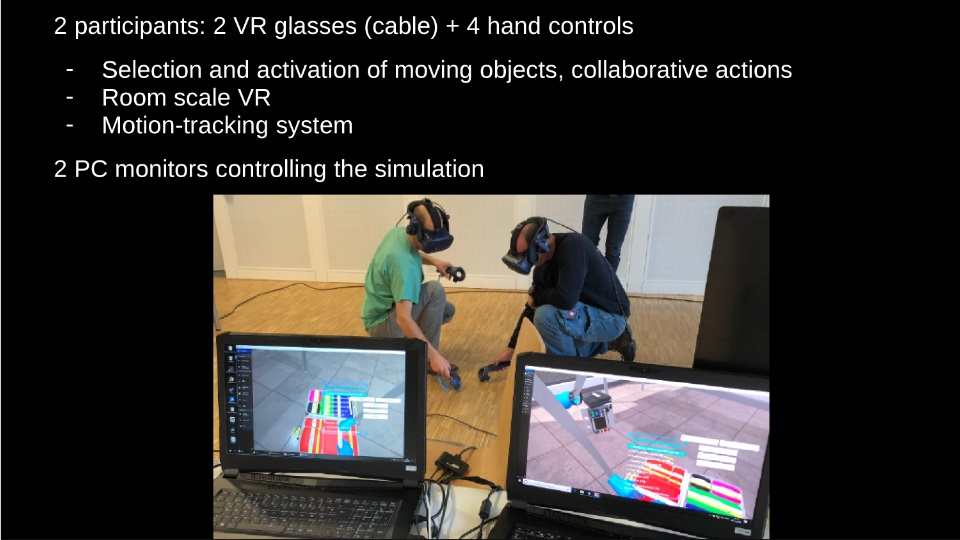 2 participants: 2 VR glasses (cable) + 4 hand controls
- Selection and activation of moving objects, collaborative actions
- Room scale VR
- Motion-tracking system
2 PC monitors controlling the simulation